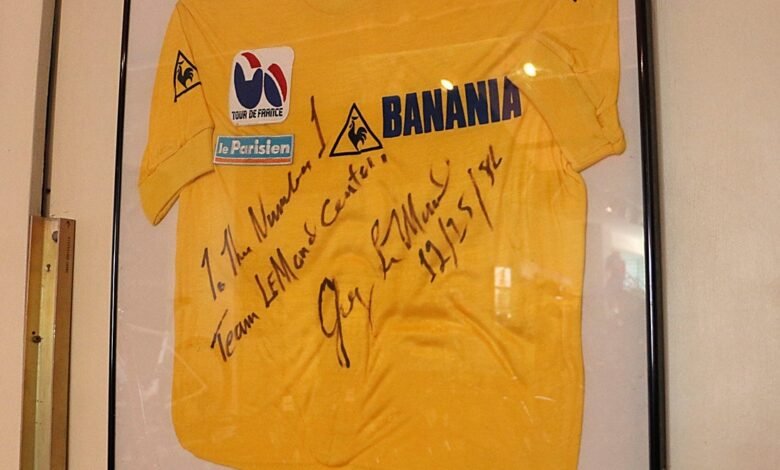 TOUR DE FRANCE
le Parisien
BANANIA
To The Number 1
Team LeMond Center!
Greg LeMond
12/25/86